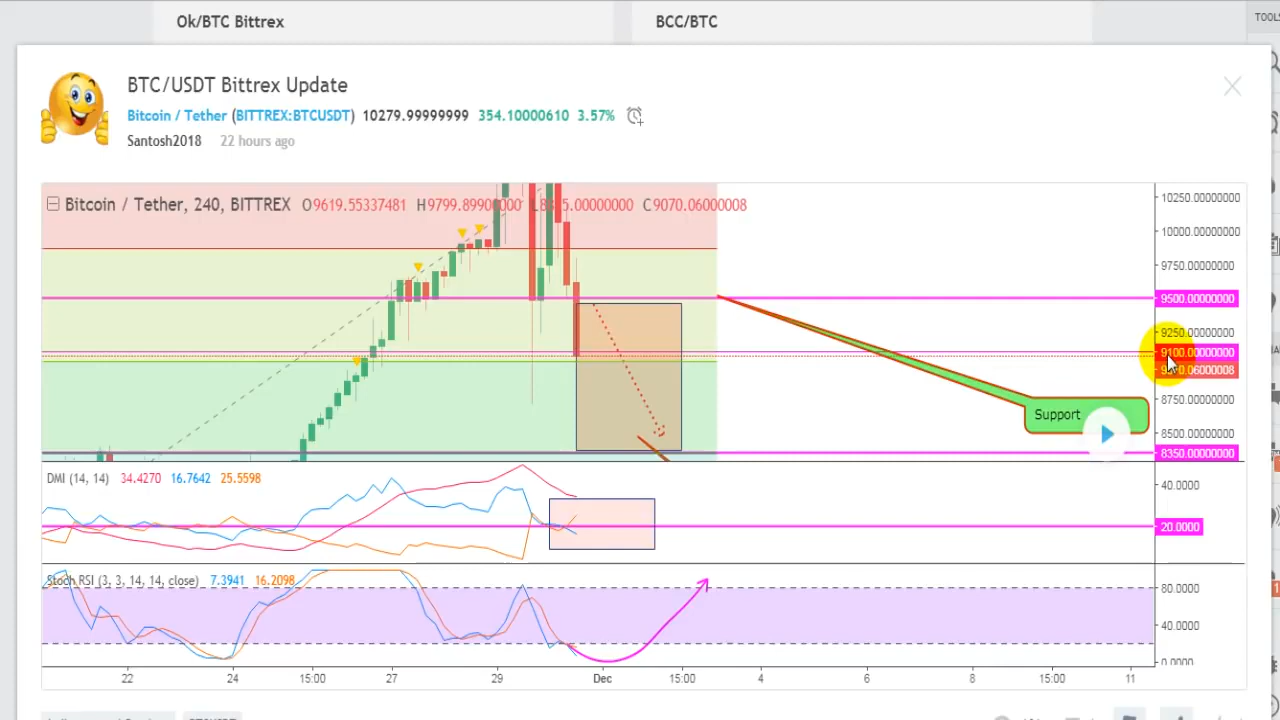 TOOLS
Ok/BTC Bittrex
BCC/BTC
BTC/USDT Bittrex Update
Bitcoin / Tether (BITTREX:BTCUSDT) 10279.99999999 354.10000610 3.57%
Santosh2018 22 hours ago
Bitcoin / Tether, 240, BITTREX O9619.55337481 H9799.89900000 C9070.06000008
10250.00000000
10000.00000000
9750.00000000
9500.00000000
9250.00000000
9100.00000000
8750.00000000
Support
8500.00000000
8350.00000000
DMI (14, 14) 34.4270 16.7642 25.5598
40.0000
20.0000
Stoch RSI (3, 3, 14, 14, close) 7.3941 16.2098
80.0000
40.0000
0.0000
22 24 15:00 27 29 Dec 15:00 4 6 8 15:00 11